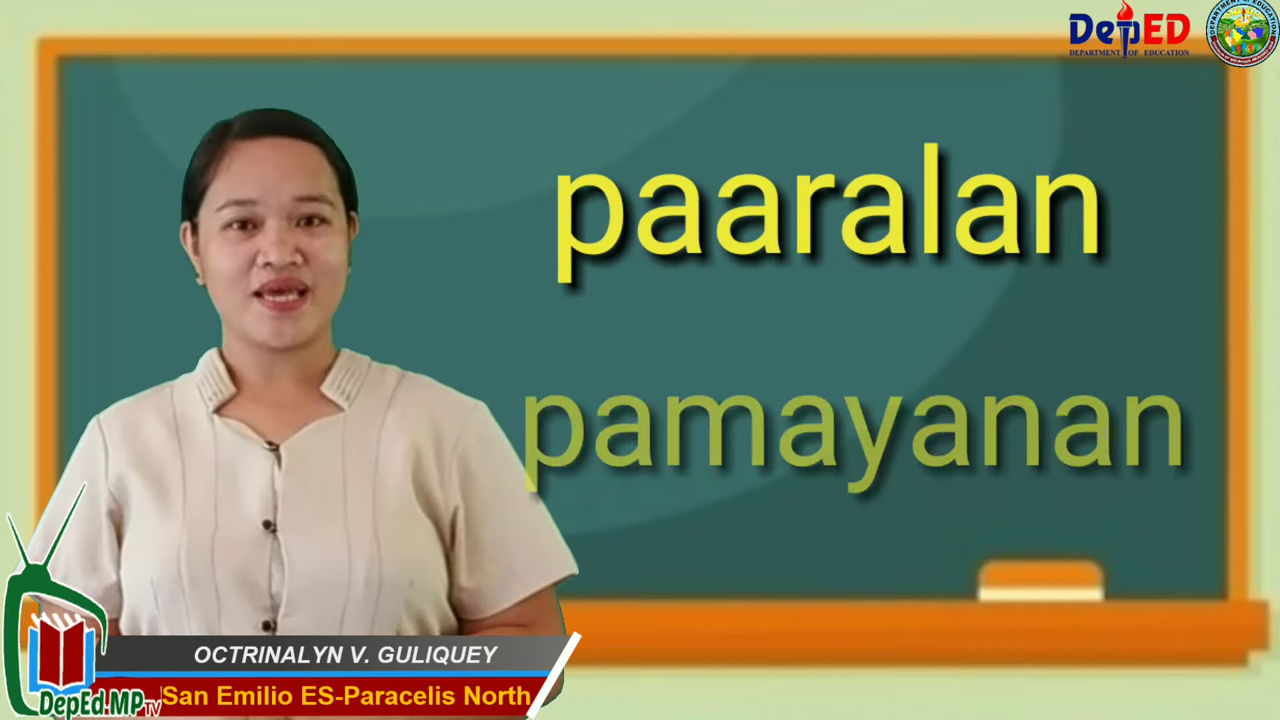 DepED
DEPARTMENT OF EDUCATION
paaralan
pamayanan
OCTRINALYN V. GULIQUEY
San Emilio ES-Paracelis North
DepEd.MP TV